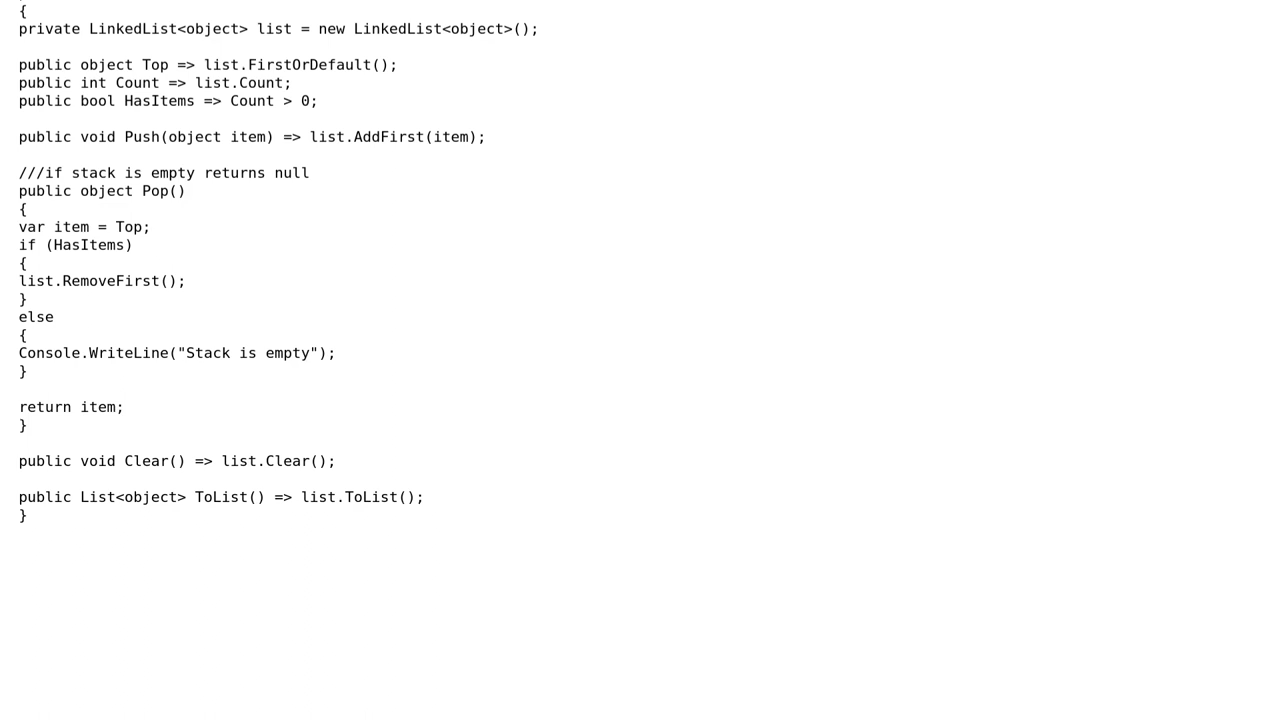 {
private LinkedList<object> list = new LinkedList<object>();
public object Top => list.FirstOrDefault();
public int Count => list.Count;
public bool HasItems => Count > 0;
public void Push(object item) => list.AddFirst(item);
///if stack is empty returns null
public object Pop()
{
var item = Top;
if (HasItems)
{
list.RemoveFirst();
}
else
{
Console.WriteLine("Stack is empty");
}
return item;
}
public void Clear() => list.Clear();
public List<object> ToList() => list.ToList();
}